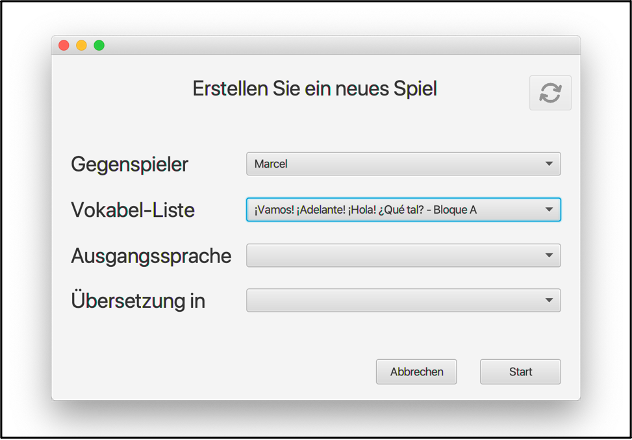 Erstellen Sie ein neues Spiel
Gegenspieler
Marcel
Vokabel-Liste
¡Vamos! ¡Adelante! ¡Hola! ¿Qué tal? - Bloque A
Ausgangssprache
Übersetzung in
Abbrechen
Start